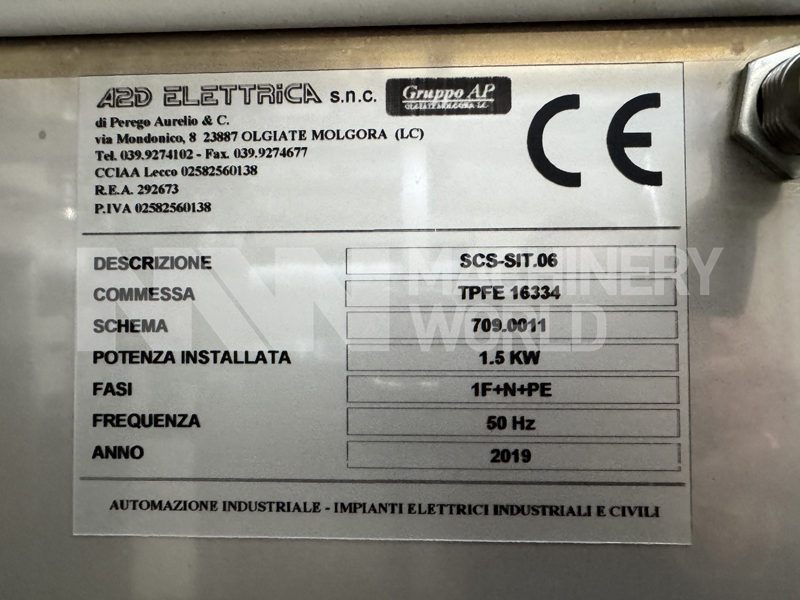 A2D ELETTRICA s.n.c. Gruppo AP
OLGIATE MOLGORA LC
di Perego Aurelio & C.
via Mondonico, 8 23887 OLGIATE MOLGORA (LC)
Tel. 039.9274102 - Fax. 039.9274677
CCIAA Lecco 02582560138
R.E.A. 292673
P.IVA 02582560138
CE
DESCRIZIONE SCS-SIT.06
COMMESSA TPFE 16334
SCHEMA 709.0011
POTENZA INSTALLATA 1.5 KW
FASI 1F+N+PE
FREQUENZA 50 Hz
ANNO 2019
AUTOMAZIONE INDUSTRIALE - IMPIANTI ELETTRICI INDUSTRIALI E CIVILI
MACHINERY
WORLD